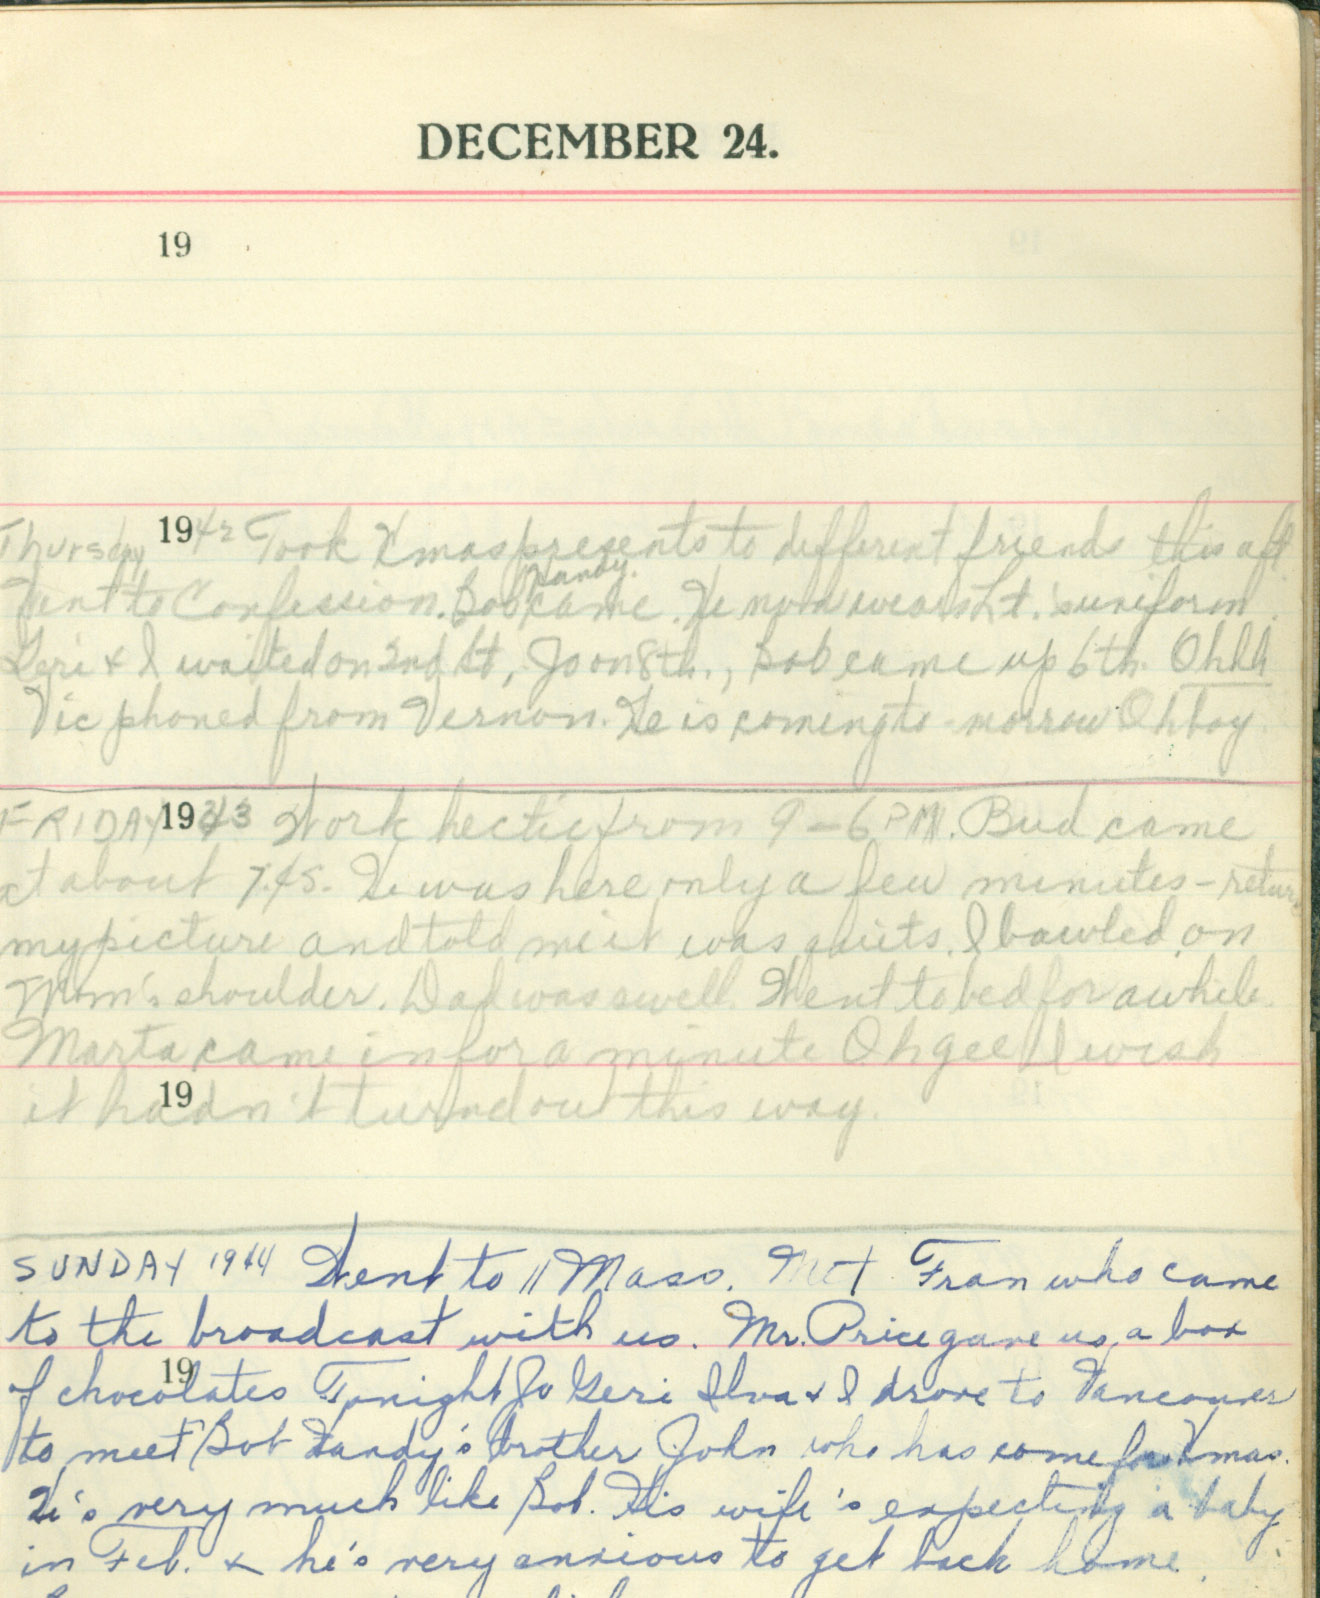 DECEMBER 24.
19
Thursday 1942 Took Xmas presents to different friends this aft
Went to Confession. Bob Handy came. He now wears Lt.'s uniform.
Geri & I waited on 2nd St, Jo on 8th., Bob came up 6th. Ohhh
Vic phoned from Vernon. He is coming to-morrow Oh boy
FRIDAY 1943 Work hectic from 9-6 PM. Bud came
at about 7.45. He was here only a few minutes - return
my picture and told me it was quits. I bawled on
Mom's shoulder. Dad was swell. Went to bed for awhile.
Marta came in for a minute Oh gee I wish
19
it hadn't turned out this way.
SUNDAY 1944 Went to 11 Mass. Met Fran who came
to the broadcast with us. Mr. Price gave us a box
19
of chocolates Tonight Jo Geri Ilva & I drove to Vancouver
to meet Bob Handy's brother John who has come for Xmas.
He's very much like Bob. His wife's expecting a baby
in Feb. & he's very anxious to get back home.